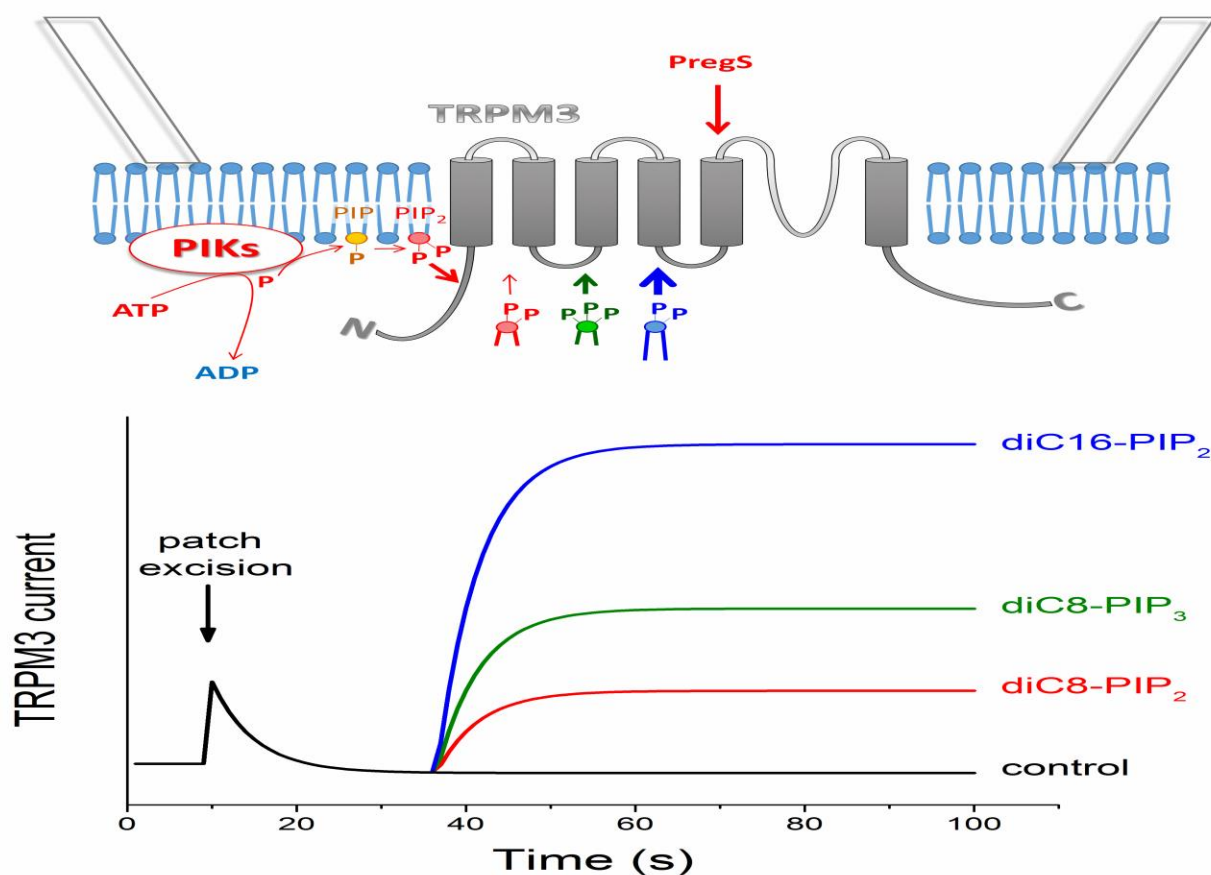 PregS
TRPM3
PIP PIP₂
PIKs
P P P
P
ATP
ADP
N
C
P P
P P P
P P
patch
excision
TRPM3 current
diC16-PIP₂
diC8-PIP₃
diC8-PIP₂
control
0 20 40 60 80 100
Time (s)